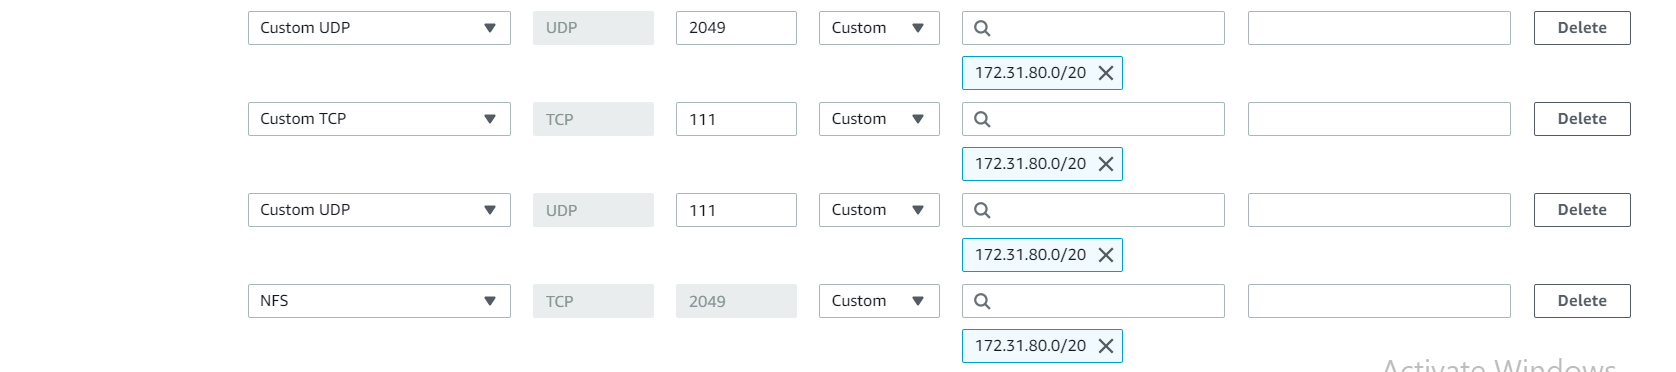 Custom UDP UDP 2049 Custom Delete
172.31.80.0/20
Custom TCP TCP 111 Custom Delete
172.31.80.0/20
Custom UDP UDP 111 Custom Delete
172.31.80.0/20
NFS TCP 2049 Custom Delete
172.31.80.0/20
Activate Windows